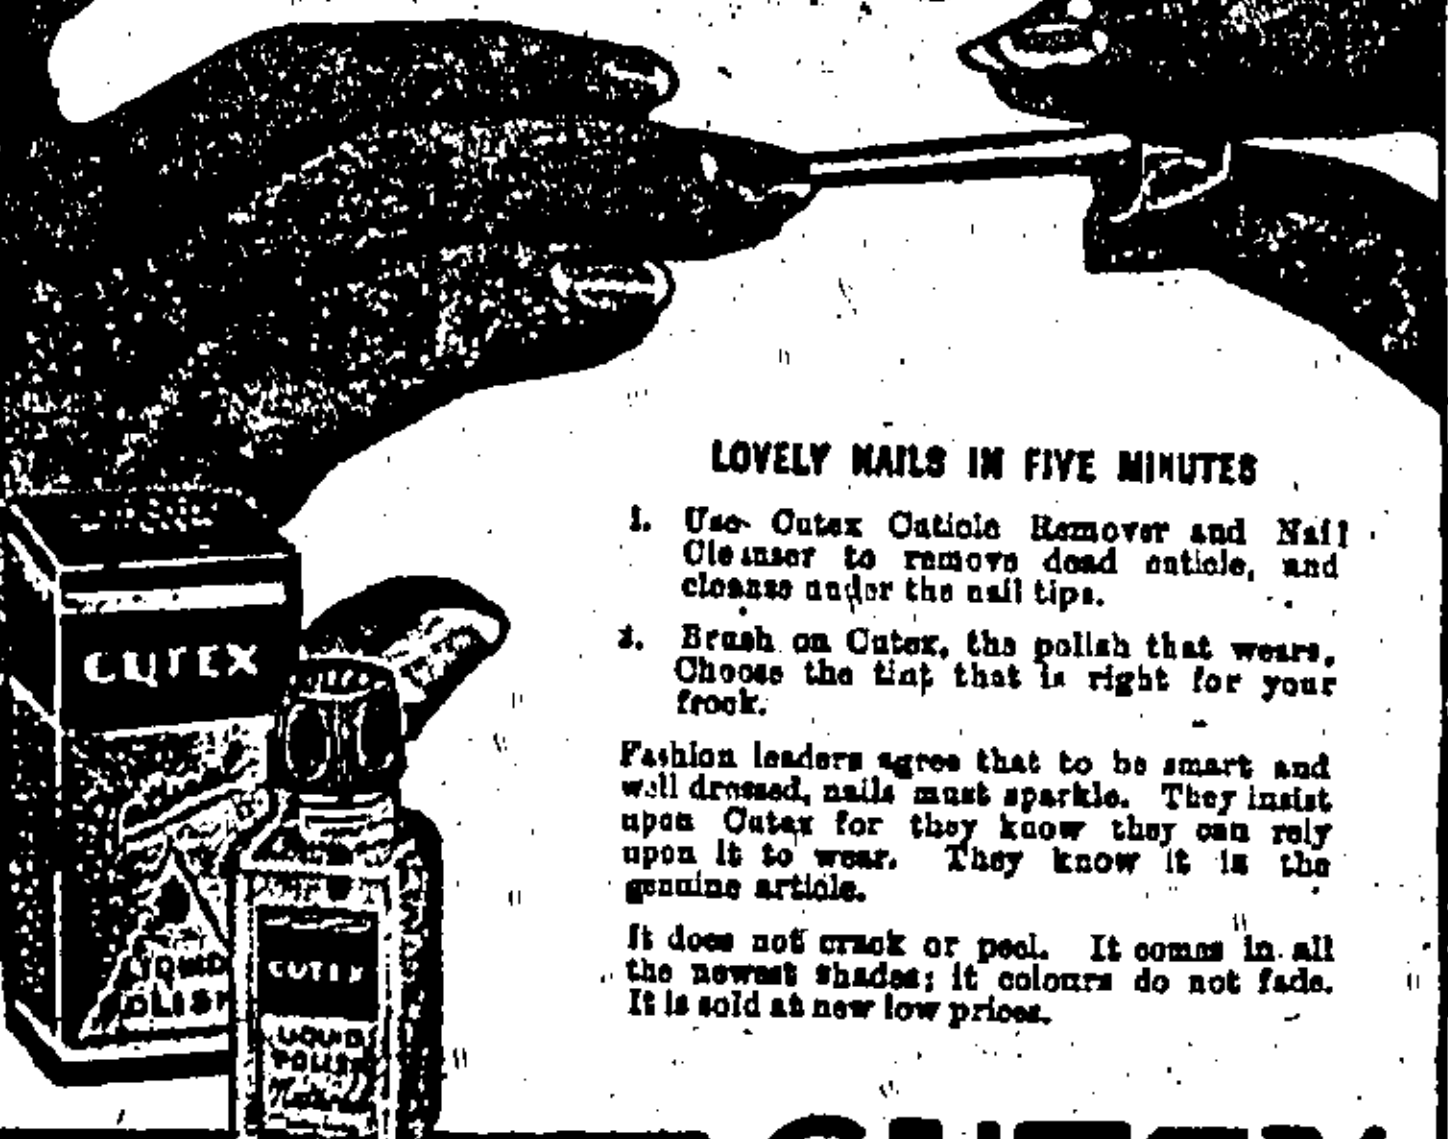 LOVELY NAILS IN FIVE MINUTES
1. Use Cutex Cuticle Remover and Nail
Cleanser to remove dead cuticle, and
cleanse under the nail tips.
2. Brush on Cutex, the polish that wears.
Choose the tint that is right for your
frock.
Fashion leaders agree that to be smart and
well dressed, nails must sparkle. They insist
upon Cutex for they know they can rely
upon it to wear. They know it is the
genuine article.
It does not crack or peel. It comes in all
the newest shades; it colours do not fade.
It is sold at new low prices.
CUTEX
LIQUID
POLISH
CUTEX
LIQUID
POLISH
CUTEX